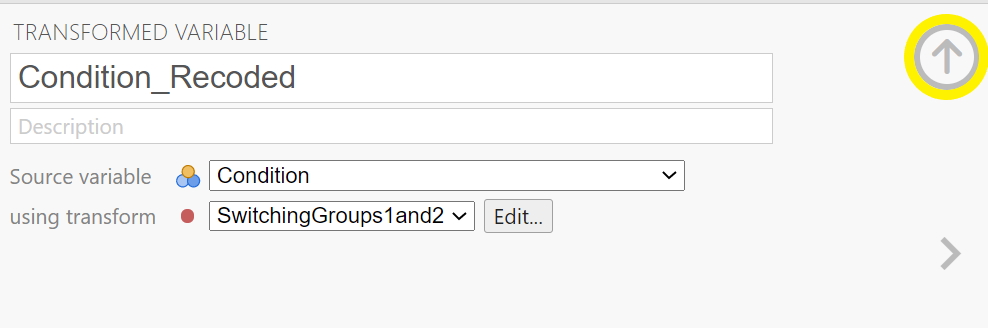 TRANSFORMED VARIABLE
Condition_Recoded
Description
Source variable Condition
using transform SwitchingGroups1and2 Edit...